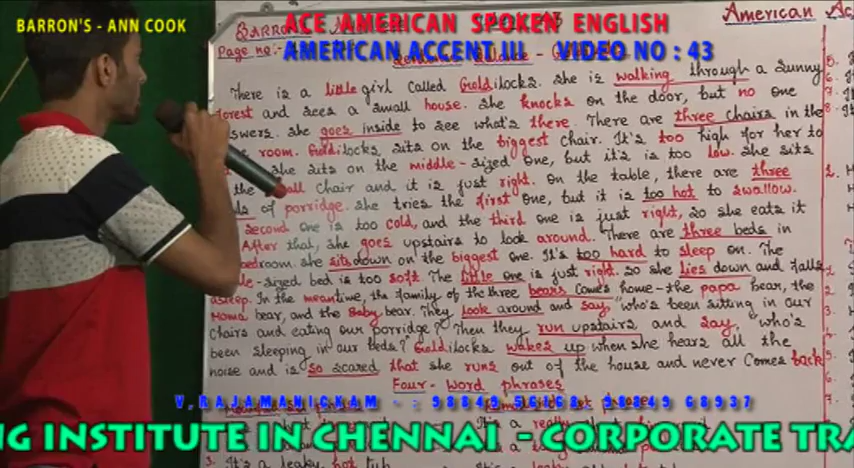 BARRON'S - ANN COOK
ACE AMERICAN SPOKEN ENGLISH
AMERICAN ACCENT III VIDEO NO : 43
American Ac
Page no:-
There is a little girl called Goldilocks. She is walking through a sunny
forest and sees a small house. She knocks on the door, but no one
swers. She goes inside to see what's there. There are three chairs in the
room. Goldilocks sits on the biggest chair. It's too high for her to
she sits on the middle-sized one, but it's is too low. She sits
the small chair and it is just right. On the table, there are three
of porridge. She tries the first one, but it is too hot to swallow.
second one is too cold, and the third one is just right, so she eats it
After that, she goes upstairs to look around. There are three beds in
bedroom. She sits down on the biggest one. It's too hard to sleep on. The
-sized bed is too soft The little one is just right. So she lies down and falls
asleep. In the meantime, the family of the three bears comes home - the papa bear, the
Mama bear, and the Baby bear. They look around and say, "who's been sitting in our
chairs and eating our porridge? Then they run upstairs and say, "who's
been sleeping in our beds? Goldilocks wakes up when she hears all the
noise and is so scared that she runs out of the house and never comes back
Four - word phrases
V.RAJAMANICKAM - : 98849 56168 98849 68937
NG INSTITUTE IN CHENNAI - CORPORATE TRA
3. It's a leaky hot tub